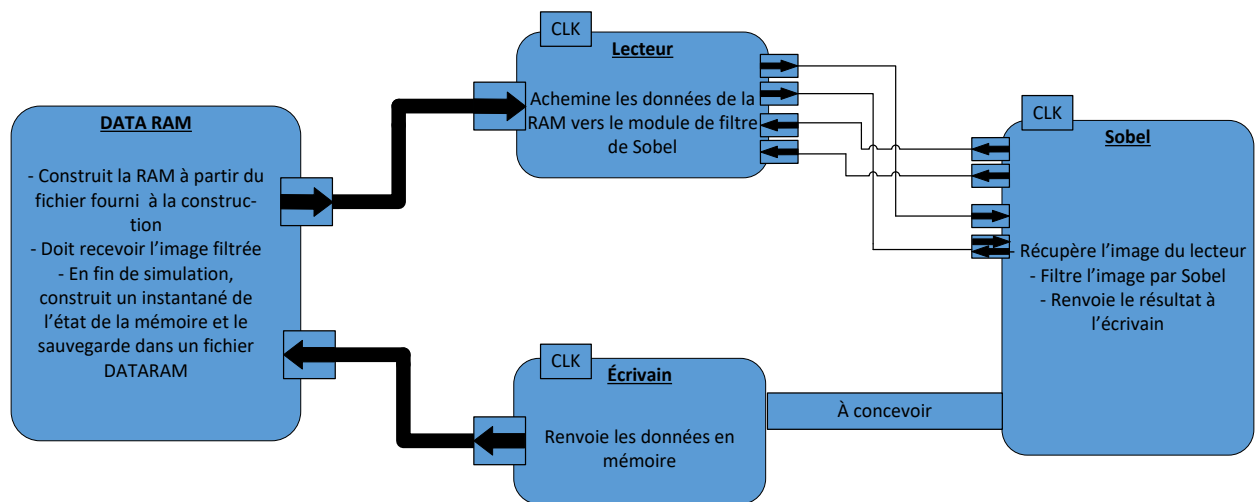 DATA RAM
- Construit la RAM à partir du
fichier fourni à la construc-
tion
- Doit recevoir l’image filtrée
- En fin de simulation,
construit un instantané de
l’état de la mémoire et le
sauvegarde dans un fichier
DATARAM
CLK
Lecteur
Achemine les données de la
RAM vers le module de filtre
de Sobel
CLK
Sobel
- Récupère l’image du lecteur
- Filtre l’image par Sobel
- Renvoie le résultat à
l’écrivain
CLK
Écrivain
Renvoie les données en
mémoire
À concevoir